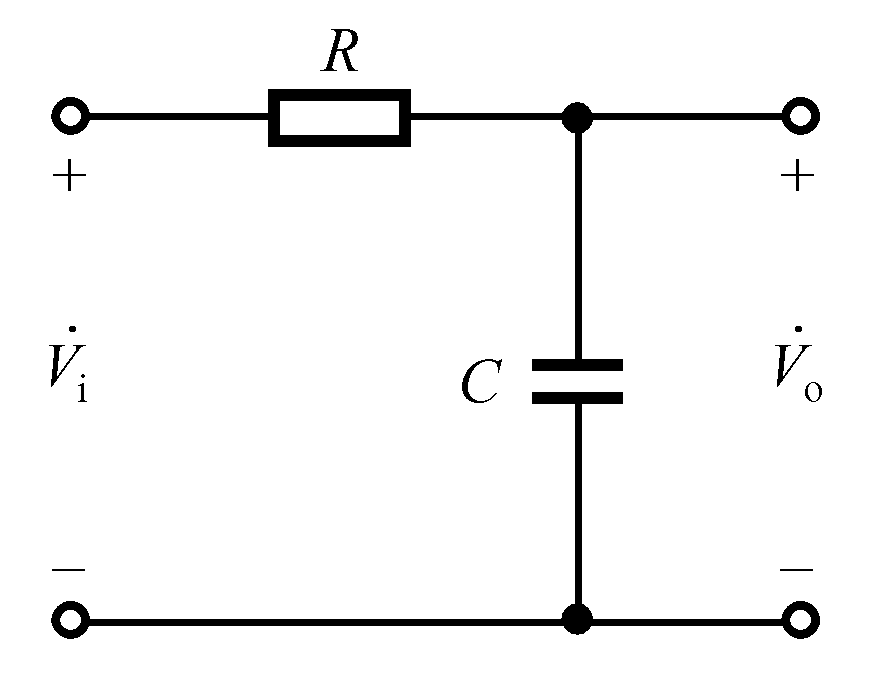 R
+ +
V̇i C V̇o
− −